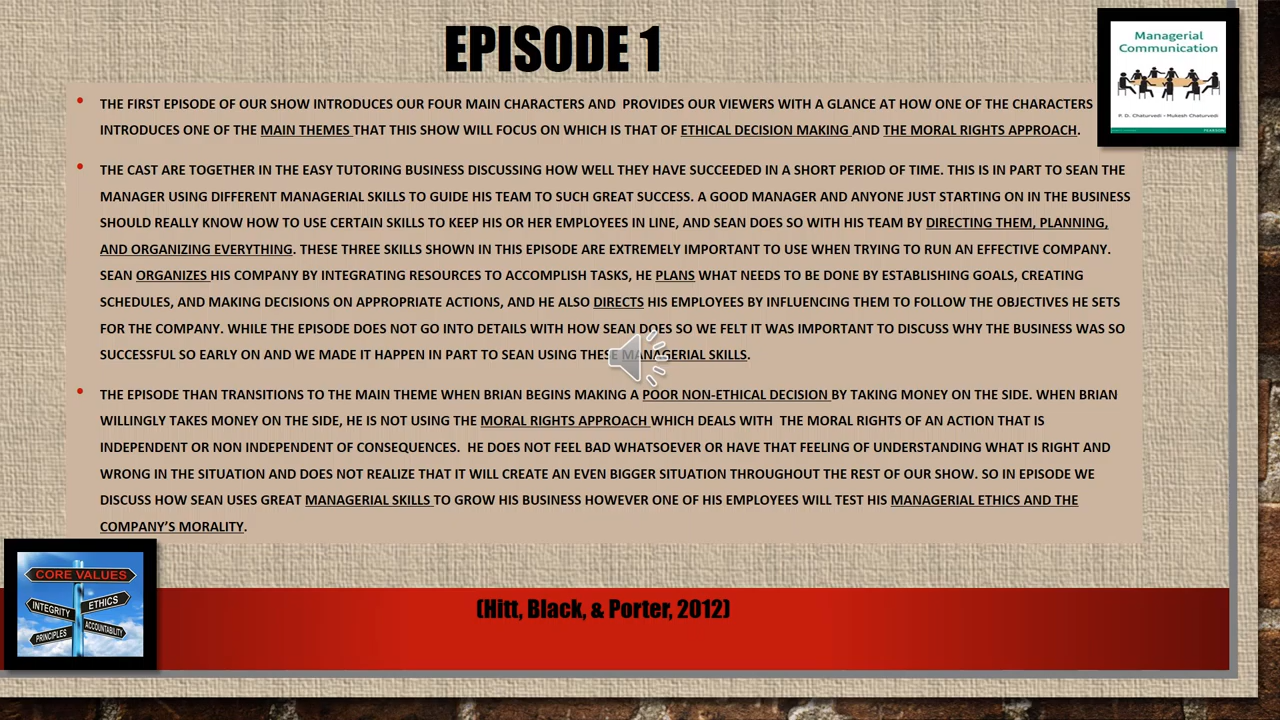 EPISODE 1
Managerial
Communication
P. D. Chaturvedi - Mukesh Chaturvedi
PEARSON
• THE FIRST EPISODE OF OUR SHOW INTRODUCES OUR FOUR MAIN CHARACTERS AND PROVIDES OUR VIEWERS WITH A GLANCE AT HOW ONE OF THE CHARACTERS
INTRODUCES ONE OF THE MAIN THEMES THAT THIS SHOW WILL FOCUS ON WHICH IS THAT OF ETHICAL DECISION MAKING AND THE MORAL RIGHTS APPROACH.
• THE CAST ARE TOGETHER IN THE EASY TUTORING BUSINESS DISCUSSING HOW WELL THEY HAVE SUCCEEDED IN A SHORT PERIOD OF TIME. THIS IS IN PART TO SEAN THE
MANAGER USING DIFFERENT MANAGERIAL SKILLS TO GUIDE HIS TEAM TO SUCH GREAT SUCCESS. A GOOD MANAGER AND ANYONE JUST STARTING ON IN THE BUSINESS
SHOULD REALLY KNOW HOW TO USE CERTAIN SKILLS TO KEEP HIS OR HER EMPLOYEES IN LINE, AND SEAN DOES SO WITH HIS TEAM BY DIRECTING THEM, PLANNING,
AND ORGANIZING EVERYTHING. THESE THREE SKILLS SHOWN IN THIS EPISODE ARE EXTREMELY IMPORTANT TO USE WHEN TRYING TO RUN AN EFFECTIVE COMPANY.
SEAN ORGANIZES HIS COMPANY BY INTEGRATING RESOURCES TO ACCOMPLISH TASKS, HE PLANS WHAT NEEDS TO BE DONE BY ESTABLISHING GOALS, CREATING
SCHEDULES, AND MAKING DECISIONS ON APPROPRIATE ACTIONS, AND HE ALSO DIRECTS HIS EMPLOYEES BY INFLUENCING THEM TO FOLLOW THE OBJECTIVES HE SETS
FOR THE COMPANY. WHILE THE EPISODE DOES NOT GO INTO DETAILS WITH HOW SEAN DOES SO WE FELT IT WAS IMPORTANT TO DISCUSS WHY THE BUSINESS WAS SO
SUCCESSFUL SO EARLY ON AND WE MADE IT HAPPEN IN PART TO SEAN USING THESE MANAGERIAL SKILLS.
• THE EPISODE THAN TRANSITIONS TO THE MAIN THEME WHEN BRIAN BEGINS MAKING A POOR NON-ETHICAL DECISION BY TAKING MONEY ON THE SIDE. WHEN BRIAN
WILLINGLY TAKES MONEY ON THE SIDE, HE IS NOT USING THE MORAL RIGHTS APPROACH WHICH DEALS WITH THE MORAL RIGHTS OF AN ACTION THAT IS
INDEPENDENT OR NON INDEPENDENT OF CONSEQUENCES. HE DOES NOT FEEL BAD WHATSOEVER OR HAVE THAT FEELING OF UNDERSTANDING WHAT IS RIGHT AND
WRONG IN THE SITUATION AND DOES NOT REALIZE THAT IT WILL CREATE AN EVEN BIGGER SITUATION THROUGHOUT THE REST OF OUR SHOW. SO IN EPISODE WE
DISCUSS HOW SEAN USES GREAT MANAGERIAL SKILLS TO GROW HIS BUSINESS HOWEVER ONE OF HIS EMPLOYEES WILL TEST HIS MANAGERIAL ETHICS AND THE
COMPANY'S MORALITY.
CORE VALUES
INTEGRITY
ETHICS
PRINCIPLES
ACCOUNTABILITY
(Hitt, Black, & Porter, 2012)